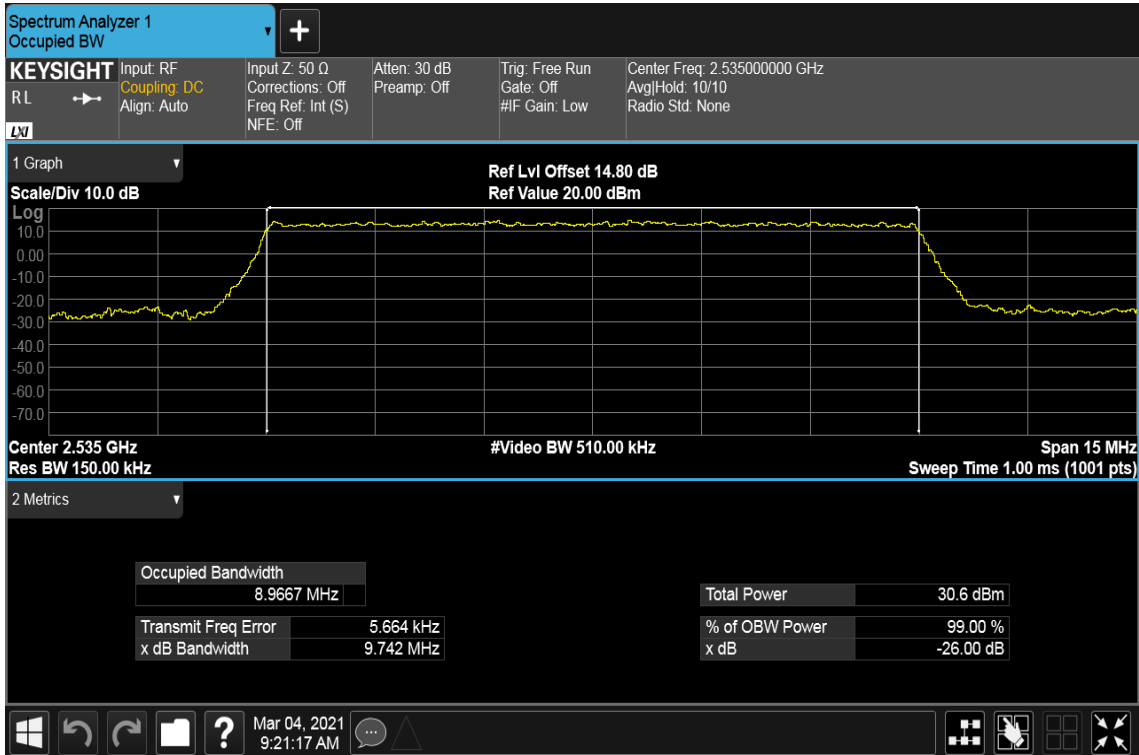 Spectrum Analyzer 1
Occupied BW
KEYSIGHT
R L
LXI
Input: RF
Coupling: DC
Align: Auto
Input Z: 50 Ω
Corrections: Off
Freq Ref: Int (S)
NFE: Off
Atten: 30 dB
Preamp: Off
Trig: Free Run
Gate: Off
#IF Gain: Low
Center Freq: 2.535000000 GHz
Avg|Hold: 10/10
Radio Std: None
1 Graph
Scale/Div 10.0 dB
Ref Lvl Offset 14.80 dB
Ref Value 20.00 dBm
Log
10.0
0.00
-10.0
-20.0
-30.0
-40.0
-50.0
-60.0
-70.0
Center 2.535 GHz
Res BW 150.00 kHz
#Video BW 510.00 kHz
Span 15 MHz
Sweep Time 1.00 ms (1001 pts)
2 Metrics
Occupied Bandwidth
8.9667 MHz
Transmit Freq Error 5.664 kHz
x dB Bandwidth 9.742 MHz
Total Power 30.6 dBm
% of OBW Power 99.00 %
x dB -26.00 dB
Mar 04, 2021
9:21:17 AM